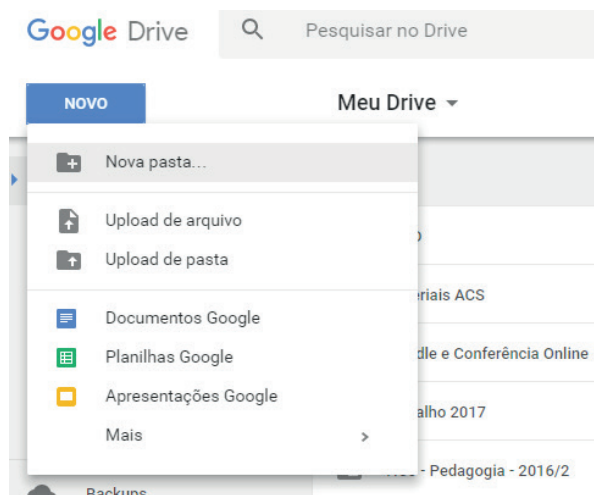 Google Drive
Pesquisar no Drive
NOVO
Meu Drive
Nova pasta...
Upload de arquivo
Upload de pasta
riais ACS
Documentos Google
Planilhas Google
dle e Conferência Online
Apresentações Google
alho 2017
Mais
- Pedagogia - 2016/2
Backups